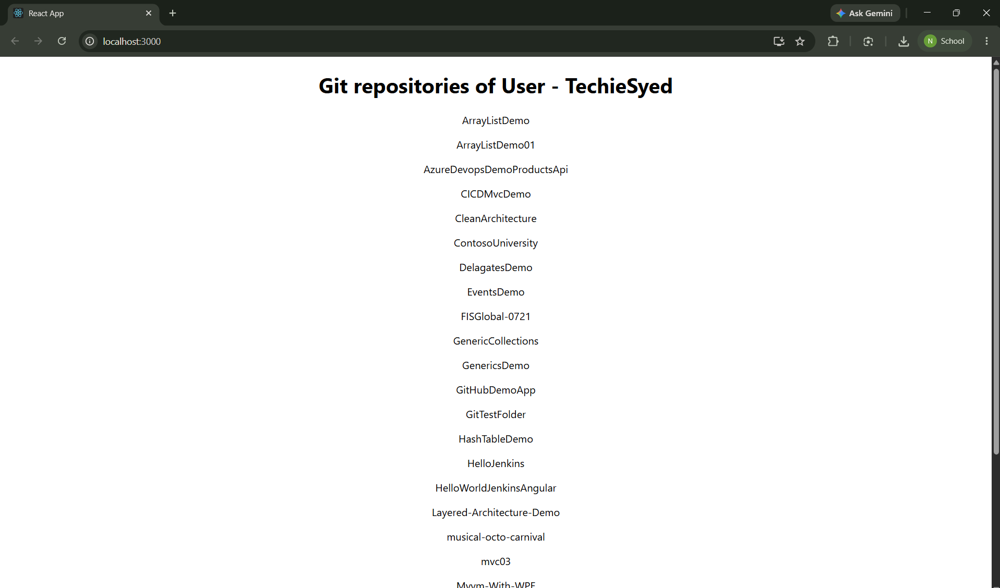 React App
Ask Gemini
localhost:3000
N School
Git repositories of User - TechieSyed
ArrayListDemo
ArrayListDemo01
AzureDevopsDemoProductsApi
CICDMvcDemo
CleanArchitecture
ContosoUniversity
DelagatesDemo
EventsDemo
FISGlobal-0721
GenericCollections
GenericsDemo
GitHubDemoApp
GitTestFolder
HashTableDemo
HelloJenkins
HelloWorldJenkinsAngular
Layered-Architecture-Demo
musical-octo-carnival
mvc03
Mvvm-With-WPF